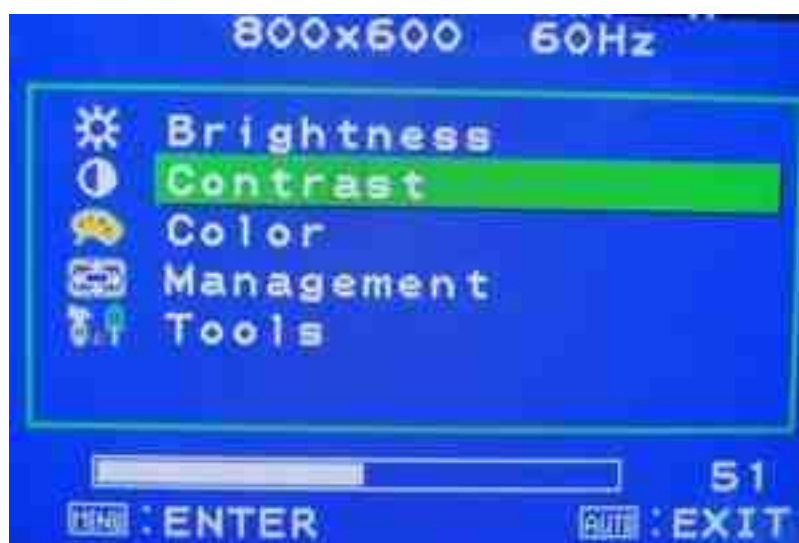 800x600 60Hz
Brightness
Contrast
Color
Management
Tools
51
MENU :ENTER AUTO :EXIT